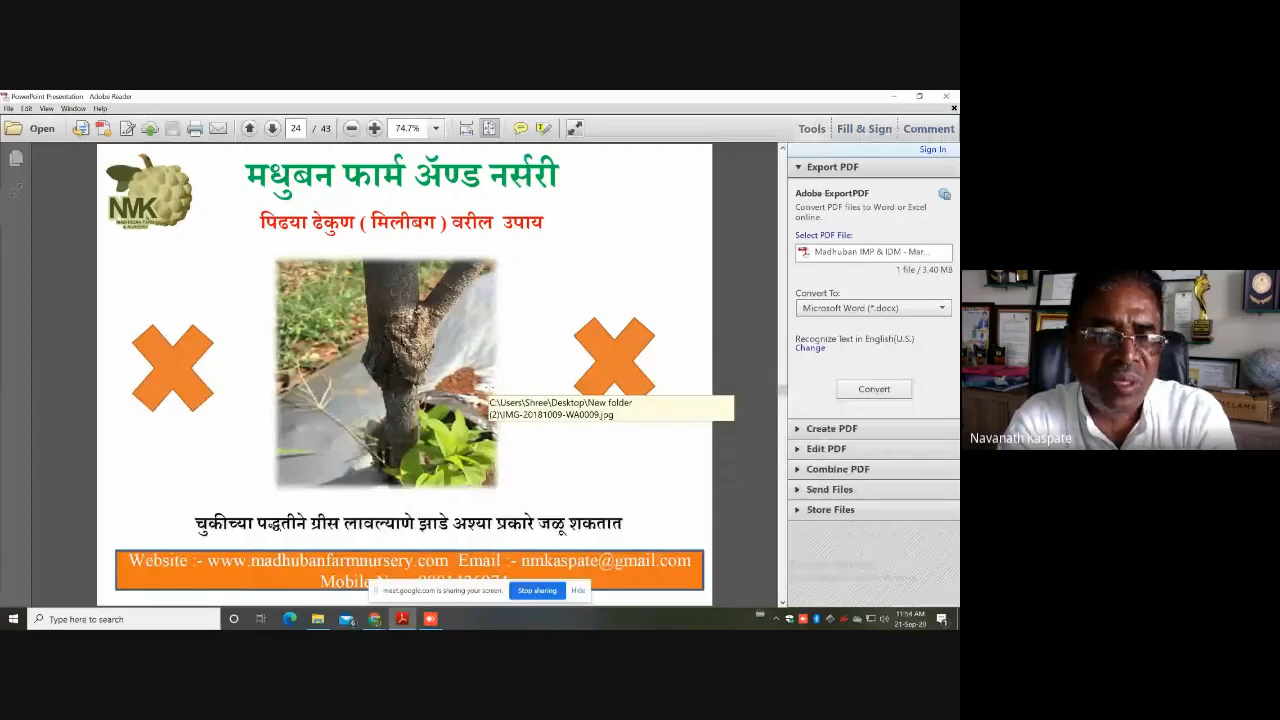 PowerPoint Presentation - Adobe Reader
File Edit View Window Help
Open 24 / 43 74.7% Tools Fill & Sign Comment
Sign In
मधुबन फार्म ॲण्ड नर्सरी
NMK
MADHUBAN FARM
& NURSERY
पिढया ढेकुण ( मिलीबग ) वरील उपाय
C:\Users\Shree\Desktop\New folder
(2)\IMG-20181009-WA0009.jpg
चुकीच्या पद्धतीने ग्रीस लावल्याणे झाडे अश्या प्रकारे जळू शकतात
Website :- www.madhubanfarmnursery.com Email :- nmkaspate@gmail.com
meet.google.com is sharing your screen. Stop sharing Hide
Export PDF
Adobe ExportPDF
Convert PDF files to Word or Excel
online.
Select PDF File:
Madhuban IMP & IDM - Mar...
1 file / 3.40 MB
Convert To:
Microsoft Word (*.docx)
Recognize Text in English(U.S.)
Change
Convert
Create PDF
Edit PDF
Combine PDF
Send Files
Store Files
Navanath Kaspate
Type here to search
11:54 AM
21-Sep-20